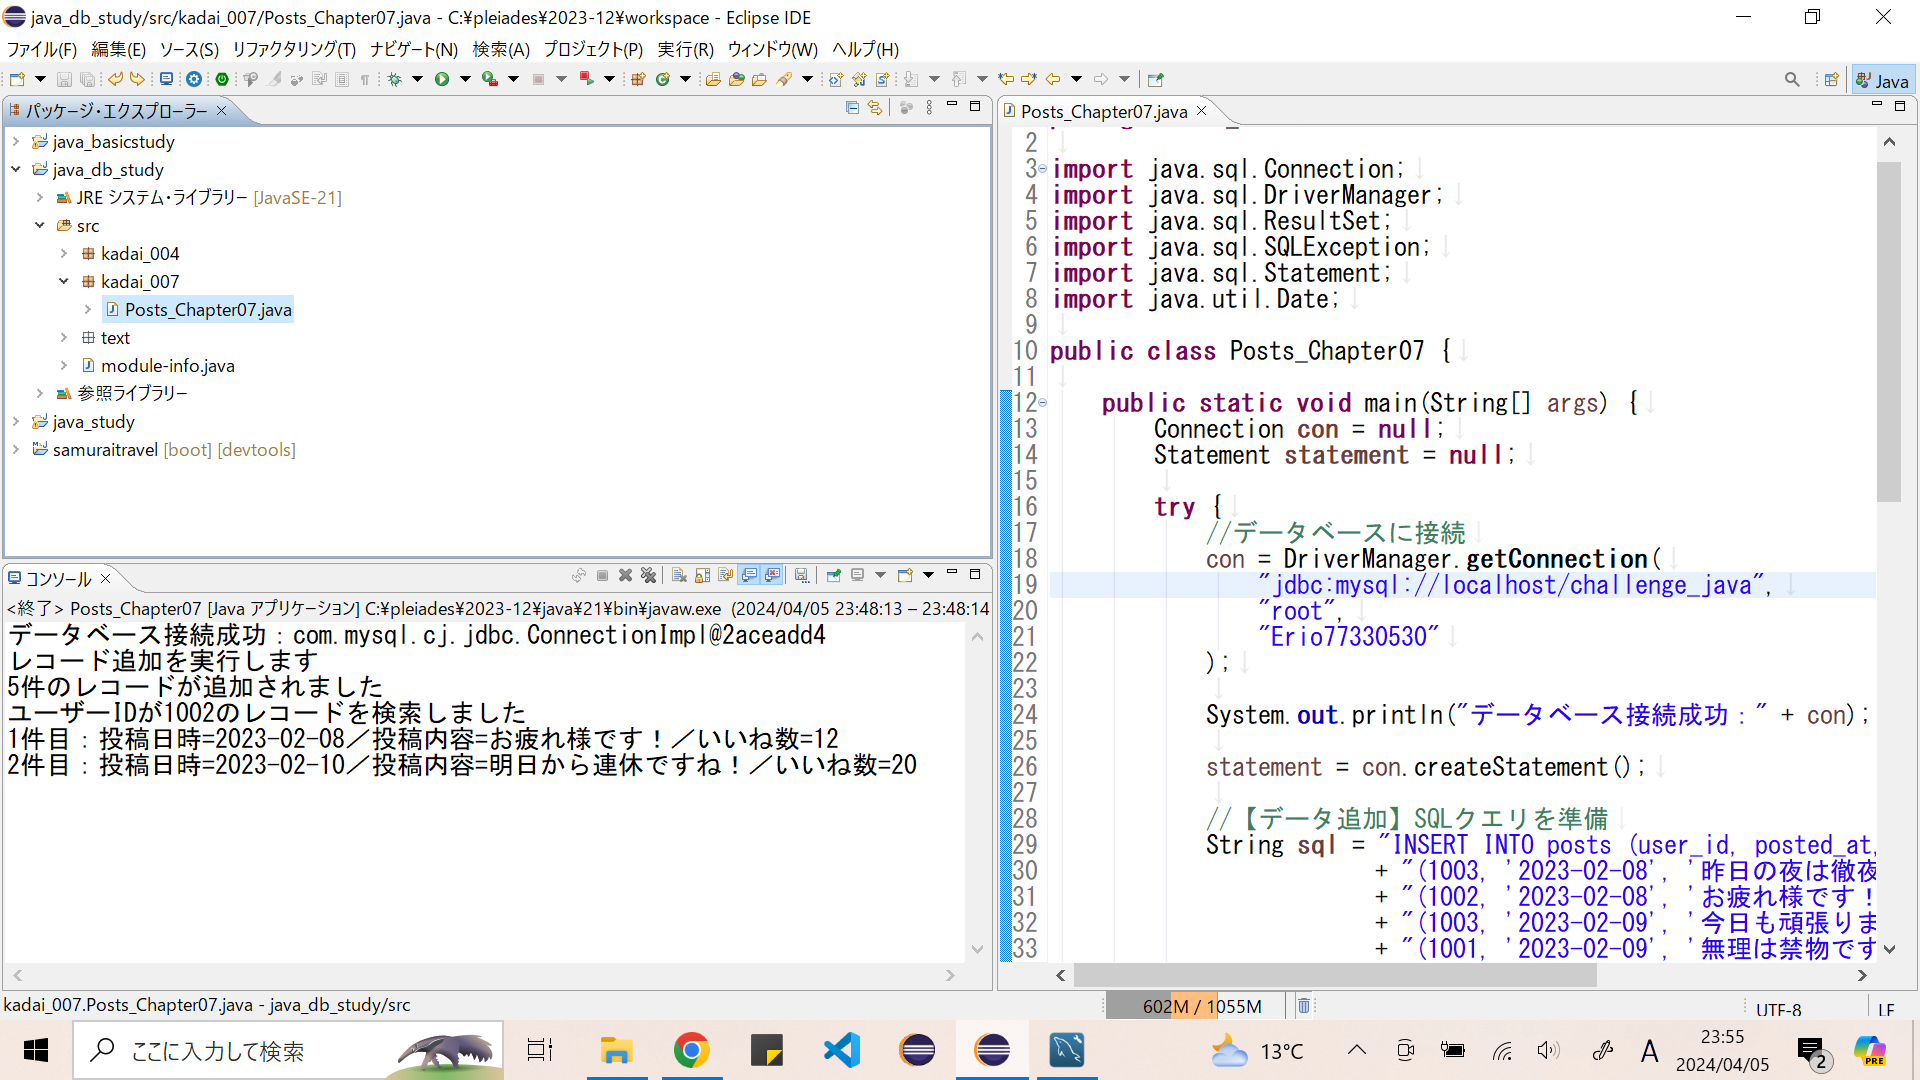 java_db_study/src/kadai_007/Posts_Chapter07.java - C:¥pleiades¥2023-12¥workspace - Eclipse IDE
ファイル(F) 編集(E) ソース(S) リファクタリング(T) ナビゲート(N) 検索(A) プロジェクト(P) 実行(R) ウィンドウ(W) ヘルプ(H)
Java
パッケージ・エクスプローラー
java_basicstudy
java_db_study
JRE システム・ライブラリー [JavaSE-21]
src
kadai_004
kadai_007
Posts_Chapter07.java
text
module-info.java
参照ライブラリー
java_study
samuraitravel [boot] [devtools]
コンソール
<終了> Posts_Chapter07 [Java アプリケーション] C:¥pleiades¥2023-12¥java¥21¥bin¥javaw.exe (2024/04/05 23:48:13 – 23:48:14
データベース接続成功：com.mysql.cj.jdbc.ConnectionImpl@2aceadd4
レコード追加を実行します
5件のレコードが追加されました
ユーザーIDが1002のレコードを検索しました
1件目：投稿日時=2023-02-08／投稿内容=お疲れ様です！／いいね数=12
2件目：投稿日時=2023-02-10／投稿内容=明日から連休ですね！／いいね数=20
Posts_Chapter07.java
2
3 import java.sql.Connection;
4 import java.sql.DriverManager;
5 import java.sql.ResultSet;
6 import java.sql.SQLException;
7 import java.sql.Statement;
8 import java.util.Date;
9
10 public class Posts_Chapter07 {
11
12 public static void main(String[] args) {
13 Connection con = null;
14 Statement statement = null;
15
16 try {
17 //データベースに接続
18 con = DriverManager.getConnection(
19 "jdbc:mysql://localhost/challenge_java",
20 "root",
21 "Erio77330530"
22 );
23
24 System.out.println("データベース接続成功：" + con);
25
26 statement = con.createStatement();
27
28 //【データ追加】SQLクエリを準備
29 String sql = "INSERT INTO posts (user_id, posted_at,
30 + "(1003, '2023-02-08', '昨日の夜は徹夜
31 + "(1002, '2023-02-08', 'お疲れ様です！
32 + "(1003, '2023-02-09', '今日も頑張りま
33 + "(1001, '2023-02-09', '無理は禁物です
kadai_007.Posts_Chapter07.java - java_db_study/src
602M / 1055M
UTF-8
LF
ここに入力して検索
13°C
A
23:55
2024/04/05
2
PRE